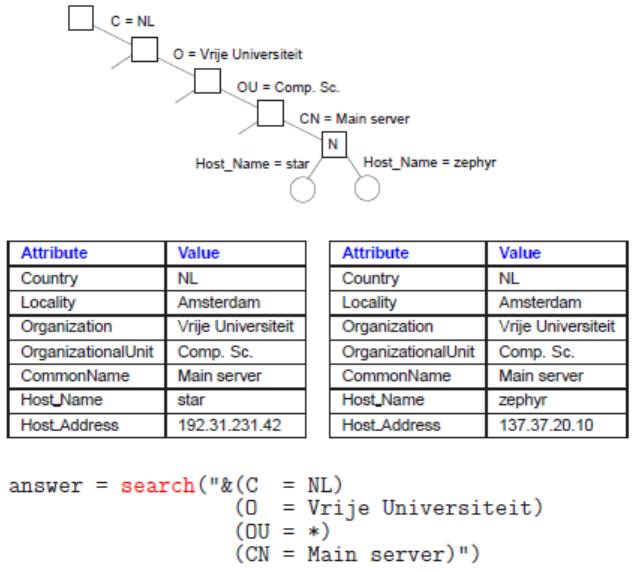 C = NL
O = Vrije Universiteit
OU = Comp. Sc.
CN = Main server
N
Host_Name = star
Host_Name = zephyr
Attribute Value
Country NL
Locality Amsterdam
Organization Vrije Universiteit
OrganizationalUnit Comp. Sc.
CommonName Main server
Host_Name star
Host_Address 192.31.231.42
Attribute Value
Country NL
Locality Amsterdam
Organization Vrije Universiteit
OrganizationalUnit Comp. Sc.
CommonName Main server
Host_Name zephyr
Host_Address 137.37.20.10
answer = search("&(C = NL)
(O = Vrije Universiteit)
(OU = *)
(CN = Main server)")